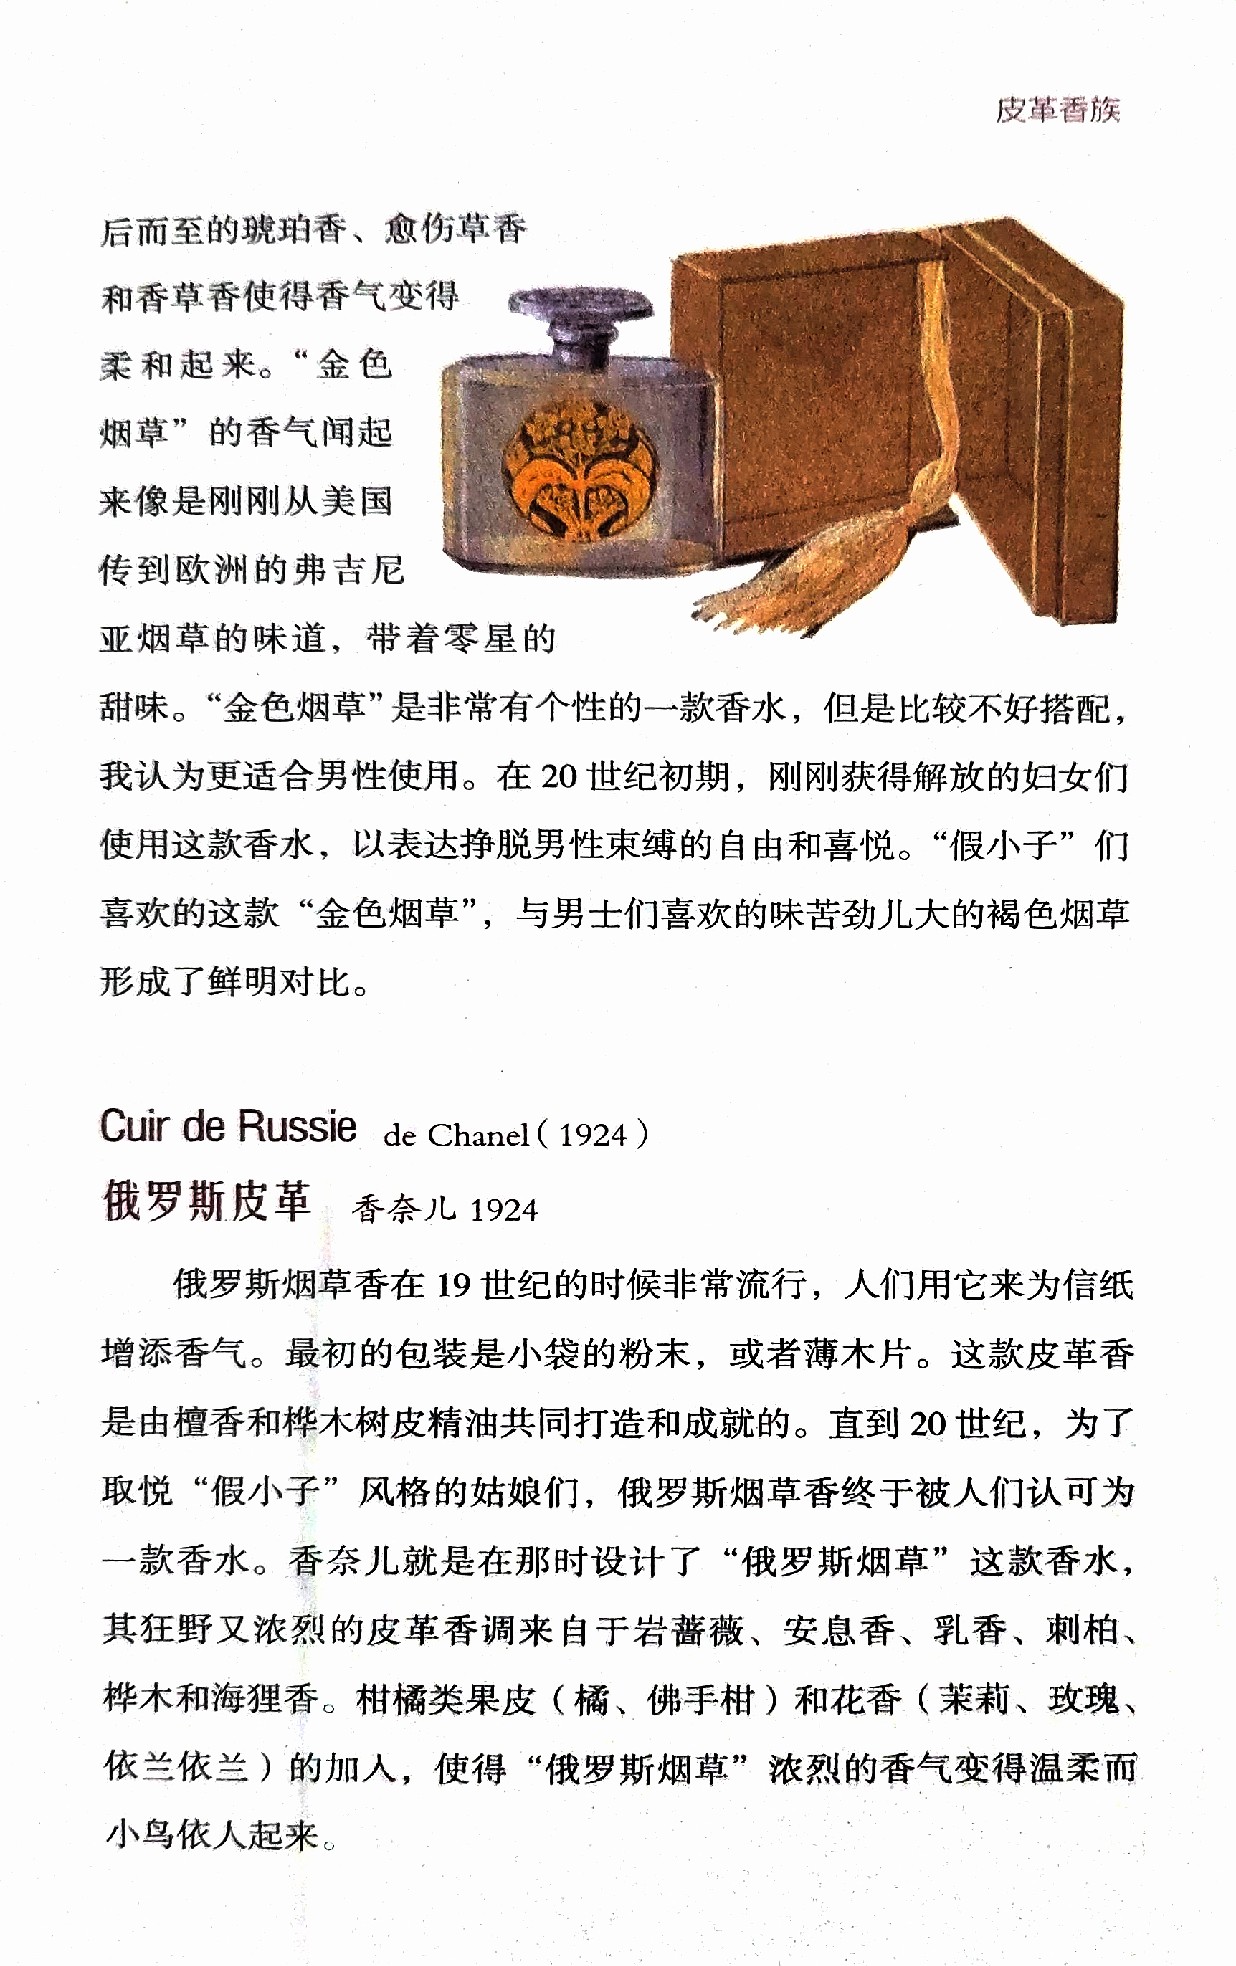 皮革香族
后而至的琥珀香、愈伤草香
和香草香使得香气变得
柔和起来。“金色
烟草”的香气闻起
来像是刚刚从美国
传到欧洲的弗吉尼
亚烟草的味道，带着零星的
甜味。“金色烟草”是非常有个性的一款香水，但是比较不好搭配，
我认为更适合男性使用。在 20 世纪初期，刚刚获得解放的妇女们
使用这款香水，以表达挣脱男性束缚的自由和喜悦。“假小子”们
喜欢的这款“金色烟草”，与男士们喜欢的味苦劲儿大的褐色烟草
形成了鲜明对比。
Cuir de Russie de Chanel（1924）
俄罗斯皮革 香奈儿 1924
俄罗斯烟草香在 19 世纪的时候非常流行，人们用它来为信纸
增添香气。最初的包装是小袋的粉末，或者薄木片。这款皮革香
是由檀香和桦木树皮精油共同打造和成就的。直到 20 世纪，为了
取悦“假小子”风格的姑娘们，俄罗斯烟草香终于被人们认可为
一款香水。香奈儿就是在那时设计了“俄罗斯烟草”这款香水，
其狂野又浓烈的皮革香调来自于岩蔷薇、安息香、乳香、刺柏、
桦木和海狸香。柑橘类果皮（橘、佛手柑）和花香（茉莉、玫瑰、
依兰依兰）的加入，使得“俄罗斯烟草”浓烈的香气变得温柔而
小鸟依人起来。